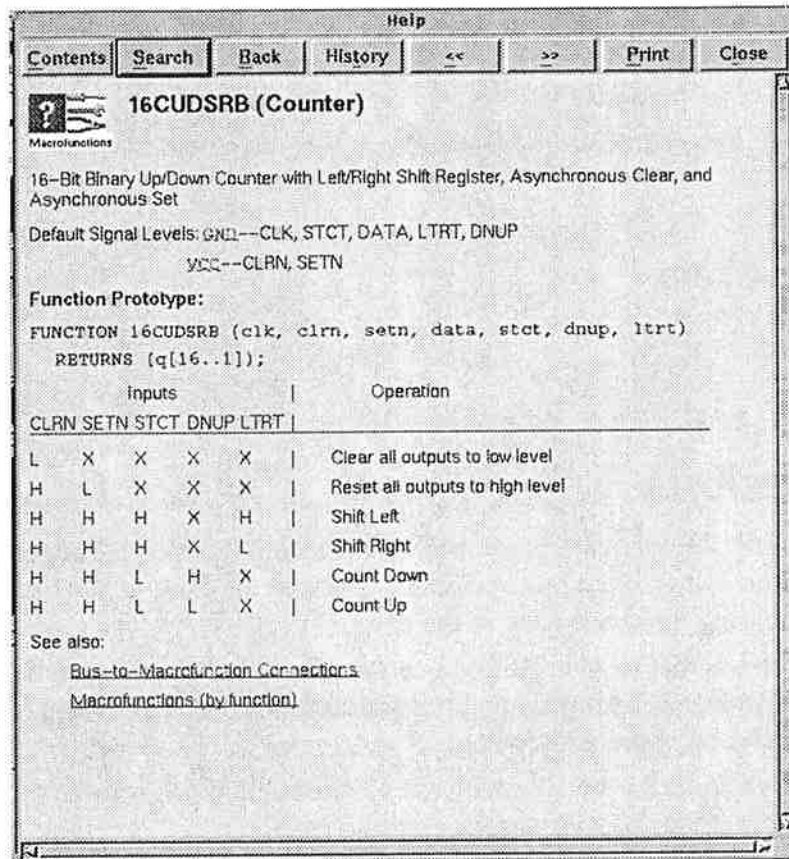 Help
Contents Search Back History << >> Print Close
?
16CUDSRB (Counter)
Macrofunctions
16-Bit Binary Up/Down Counter with Left/Right Shift Register, Asynchronous Clear, and
Asynchronous Set
Default Signal Levels: GND--CLK, STCT, DATA, LTRT, DNUP
VCC--CLRN, SETN
Function Prototype:
FUNCTION 16CUDSRB (clk, clrn, setn, data, stct, dnup, ltrt)
RETURNS (q[16..1]);
Inputs | Operation
CLRN SETN STCT DNUP LTRT |
L X X X X | Clear all outputs to low level
H L X X X | Reset all outputs to high level
H H H X H | Shift Left
H H H X L | Shift Right
H H L H X | Count Down
H H L L X | Count Up
See also:
Bus-to-Macrofunction Connections
Macrofunctions (by function)